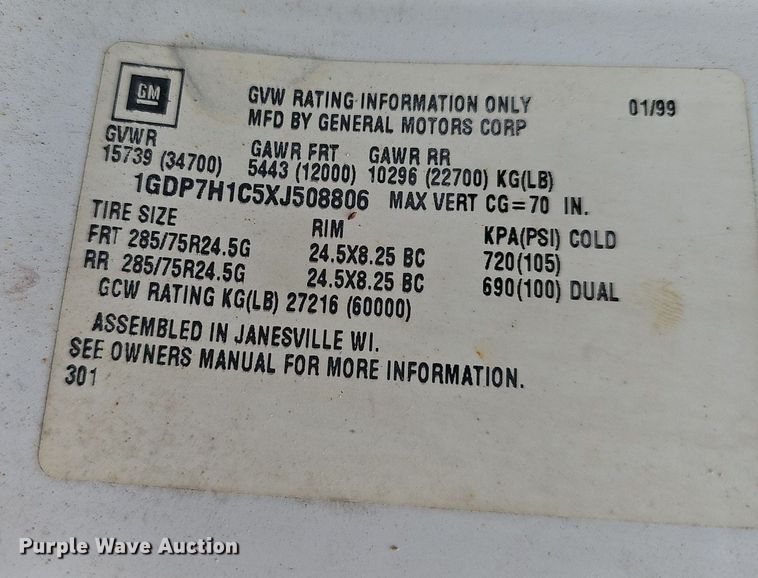 GM
GVW RATING INFORMATION ONLY 01/99
MFD BY GENERAL MOTORS CORP
GVWR GAWR FRT GAWR RR
15739 (34700) 5443 (12000) 10296 (22700) KG(LB)
1GDP7H1C5XJ508806 MAX VERT CG=70 IN.
TIRE SIZE RIM KPA(PSI) COLD
FRT 285/75R24.5G 24.5X8.25 BC 720(105)
RR 285/75R24.5G 24.5X8.25 BC 690(100) DUAL
GCW RATING KG(LB) 27216 (60000)
ASSEMBLED IN JANESVILLE WI.
SEE OWNERS MANUAL FOR MORE INFORMATION.
301
Purple Wave Auction